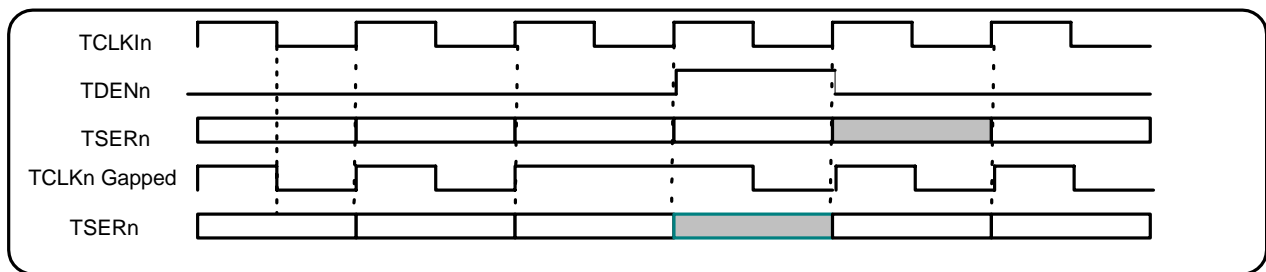 TCLKIn
TDENn
TSERn
TCLKn Gapped
TSERn